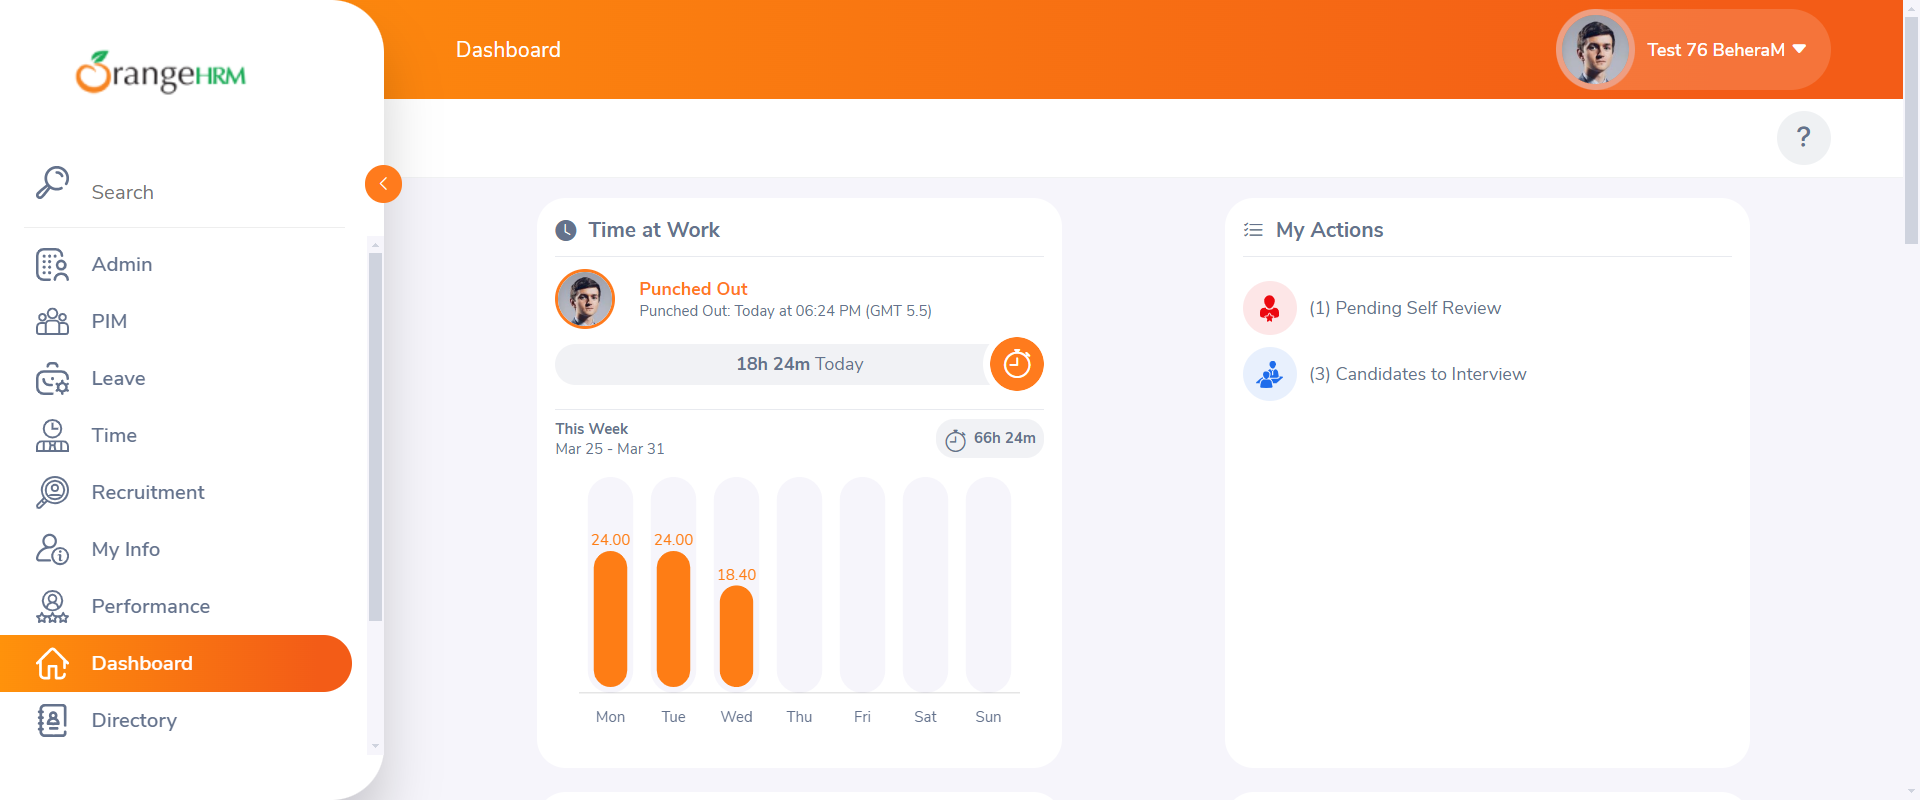 OrangeHRM
Search
Admin
PIM
Leave
Time
Recruitment
My Info
Performance
Dashboard
Directory
Dashboard
Test 76 BeheraM
?
Time at Work
Punched Out
Punched Out: Today at 06:24 PM (GMT 5.5)
18h 24m Today
This Week
Mar 25 - Mar 31
66h 24m
24.00 24.00 18.40
Mon Tue Wed Thu Fri Sat Sun
My Actions
(1) Pending Self Review
(3) Candidates to Interview